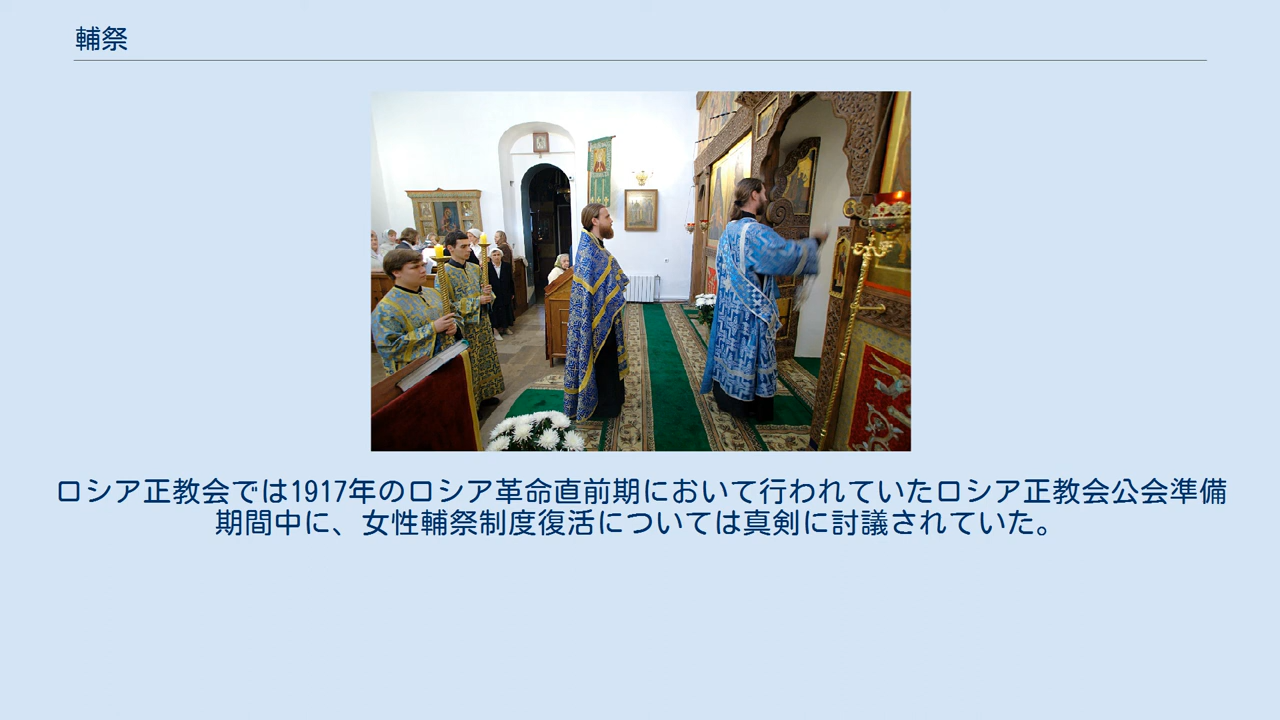 輔祭
ロシア正教会では1917年のロシア革命直前期において行われていたロシア正教会公会準備
期間中に、女性輔祭制度復活については真剣に討議されていた。